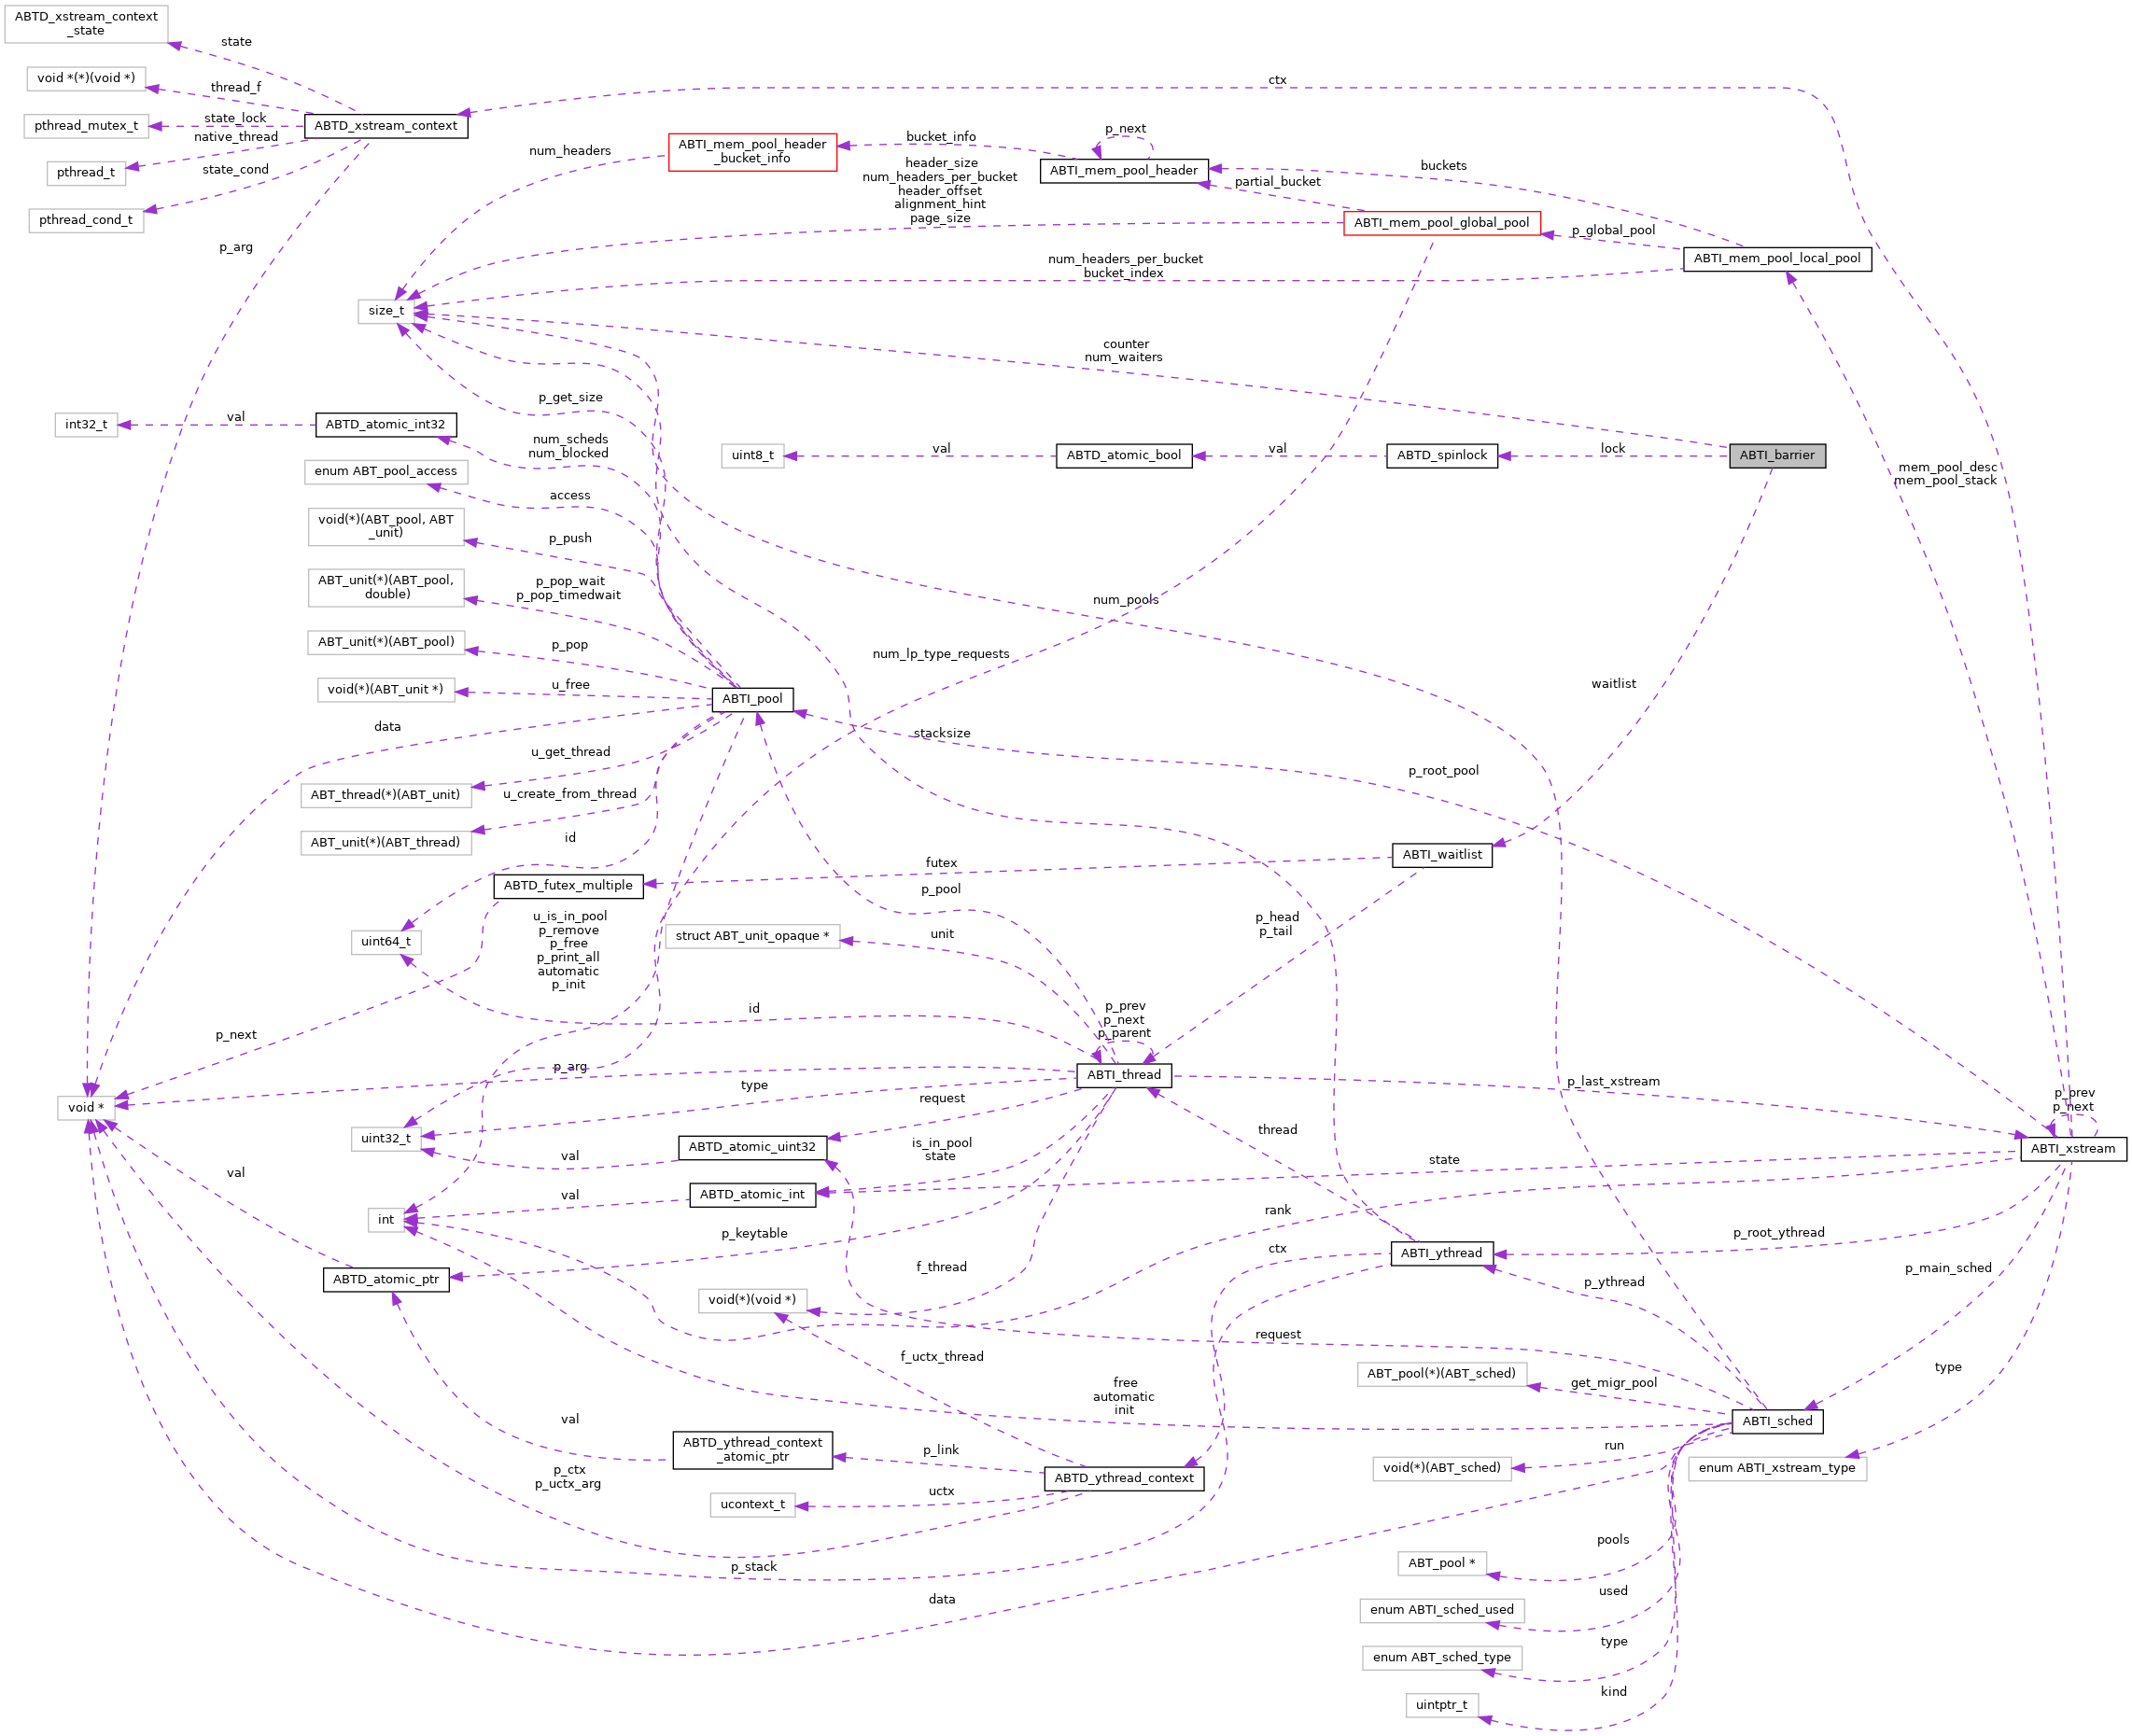 ABTD_xstream_context
_state
state
void *(*)(void *)
thread_f
ctx
pthread_mutex_t
state_lock
ABTD_xstream_context
native_thread
pthread_t
state_cond
pthread_cond_t
p_arg
num_headers
ABTI_mem_pool_header
_bucket_info
bucket_info
p_next
ABTI_mem_pool_header
buckets
partial_bucket
header_size
num_headers_per_bucket
header_offset
alignment_hint
page_size
ABTI_mem_pool_global_pool
p_global_pool
ABTI_mem_pool_local_pool
num_headers_per_bucket
bucket_index
size_t
counter
num_waiters
p_get_size
int32_t
val
ABTD_atomic_int32
num_scheds
num_blocked
uint8_t
val
ABTD_atomic_bool
val
ABTD_spinlock
lock
ABTI_barrier
mem_pool_desc
mem_pool_stack
enum ABT_pool_access
access
void(*)(ABT_pool, ABT
_unit)
p_push
ABT_unit(*)(ABT_pool,
double)
p_pop_wait
p_pop_timedwait
num_pools
ABT_unit(*)(ABT_pool)
p_pop
num_lp_type_requests
void(*)(ABT_unit *)
u_free
ABTI_pool
waitlist
data
stacksize
u_get_thread
p_root_pool
ABT_thread(*)(ABT_unit)
u_create_from_thread
ABT_unit(*)(ABT_thread)
id
ABTI_waitlist
futex
ABTD_futex_multiple
p_pool
p_head
p_tail
u_is_in_pool
p_remove
p_free
p_print_all
automatic
p_init
uint64_t
struct ABT_unit_opaque *
unit
id
p_prev
p_next
p_parent
p_next
p_arg
ABTI_thread
type
p_last_xstream
p_prev
p_next
void *
request
uint32_t
val
ABTD_atomic_uint32
is_in_pool
state
thread
state
ABTI_xstream
val
val
ABTD_atomic_int
int
rank
p_keytable
ctx
ABTI_ythread
p_root_ythread
ABTD_atomic_ptr
f_thread
p_ythread
p_main_sched
void(*)(void *)
request
f_uctx_thread
ABT_pool(*)(ABT_sched)
get_migr_pool
type
free
automatic
init
val
ABTI_sched
ABTD_ythread_context
_atomic_ptr
p_link
run
void(*)(ABT_sched)
enum ABTI_xstream_type
p_ctx
p_uctx_arg
ABTD_ythread_context
uctx
ucontext_t
p_stack
pools
ABT_pool *
data
used
enum ABTI_sched_used
type
enum ABT_sched_type
kind
uintptr_t